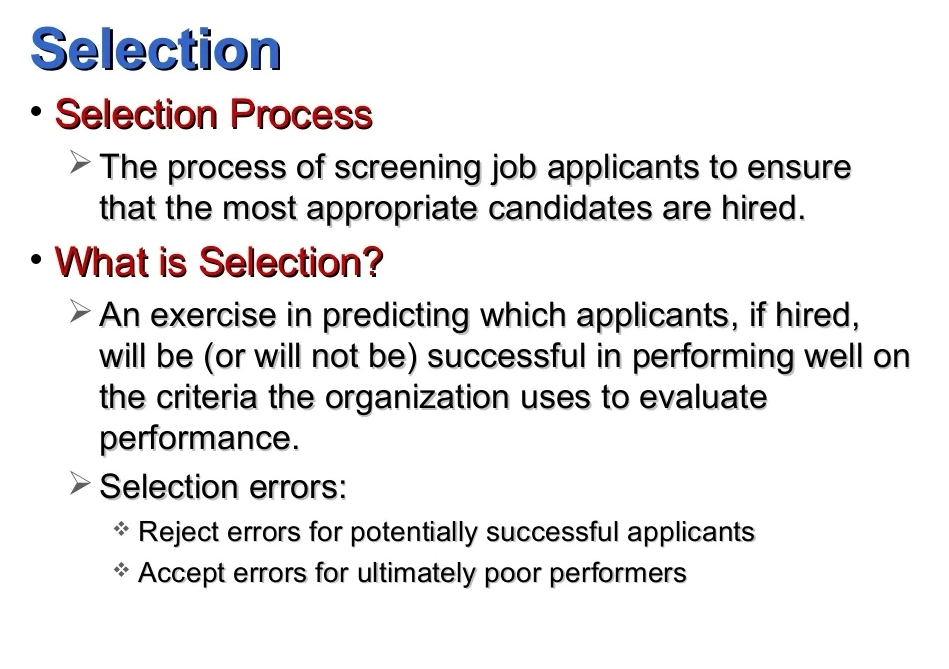 Selection
• Selection Process
➢ The process of screening job applicants to ensure
that the most appropriate candidates are hired.
• What is Selection?
➢ An exercise in predicting which applicants, if hired,
will be (or will not be) successful in performing well on
the criteria the organization uses to evaluate
performance.
➢ Selection errors:
❖ Reject errors for potentially successful applicants
❖ Accept errors for ultimately poor performers